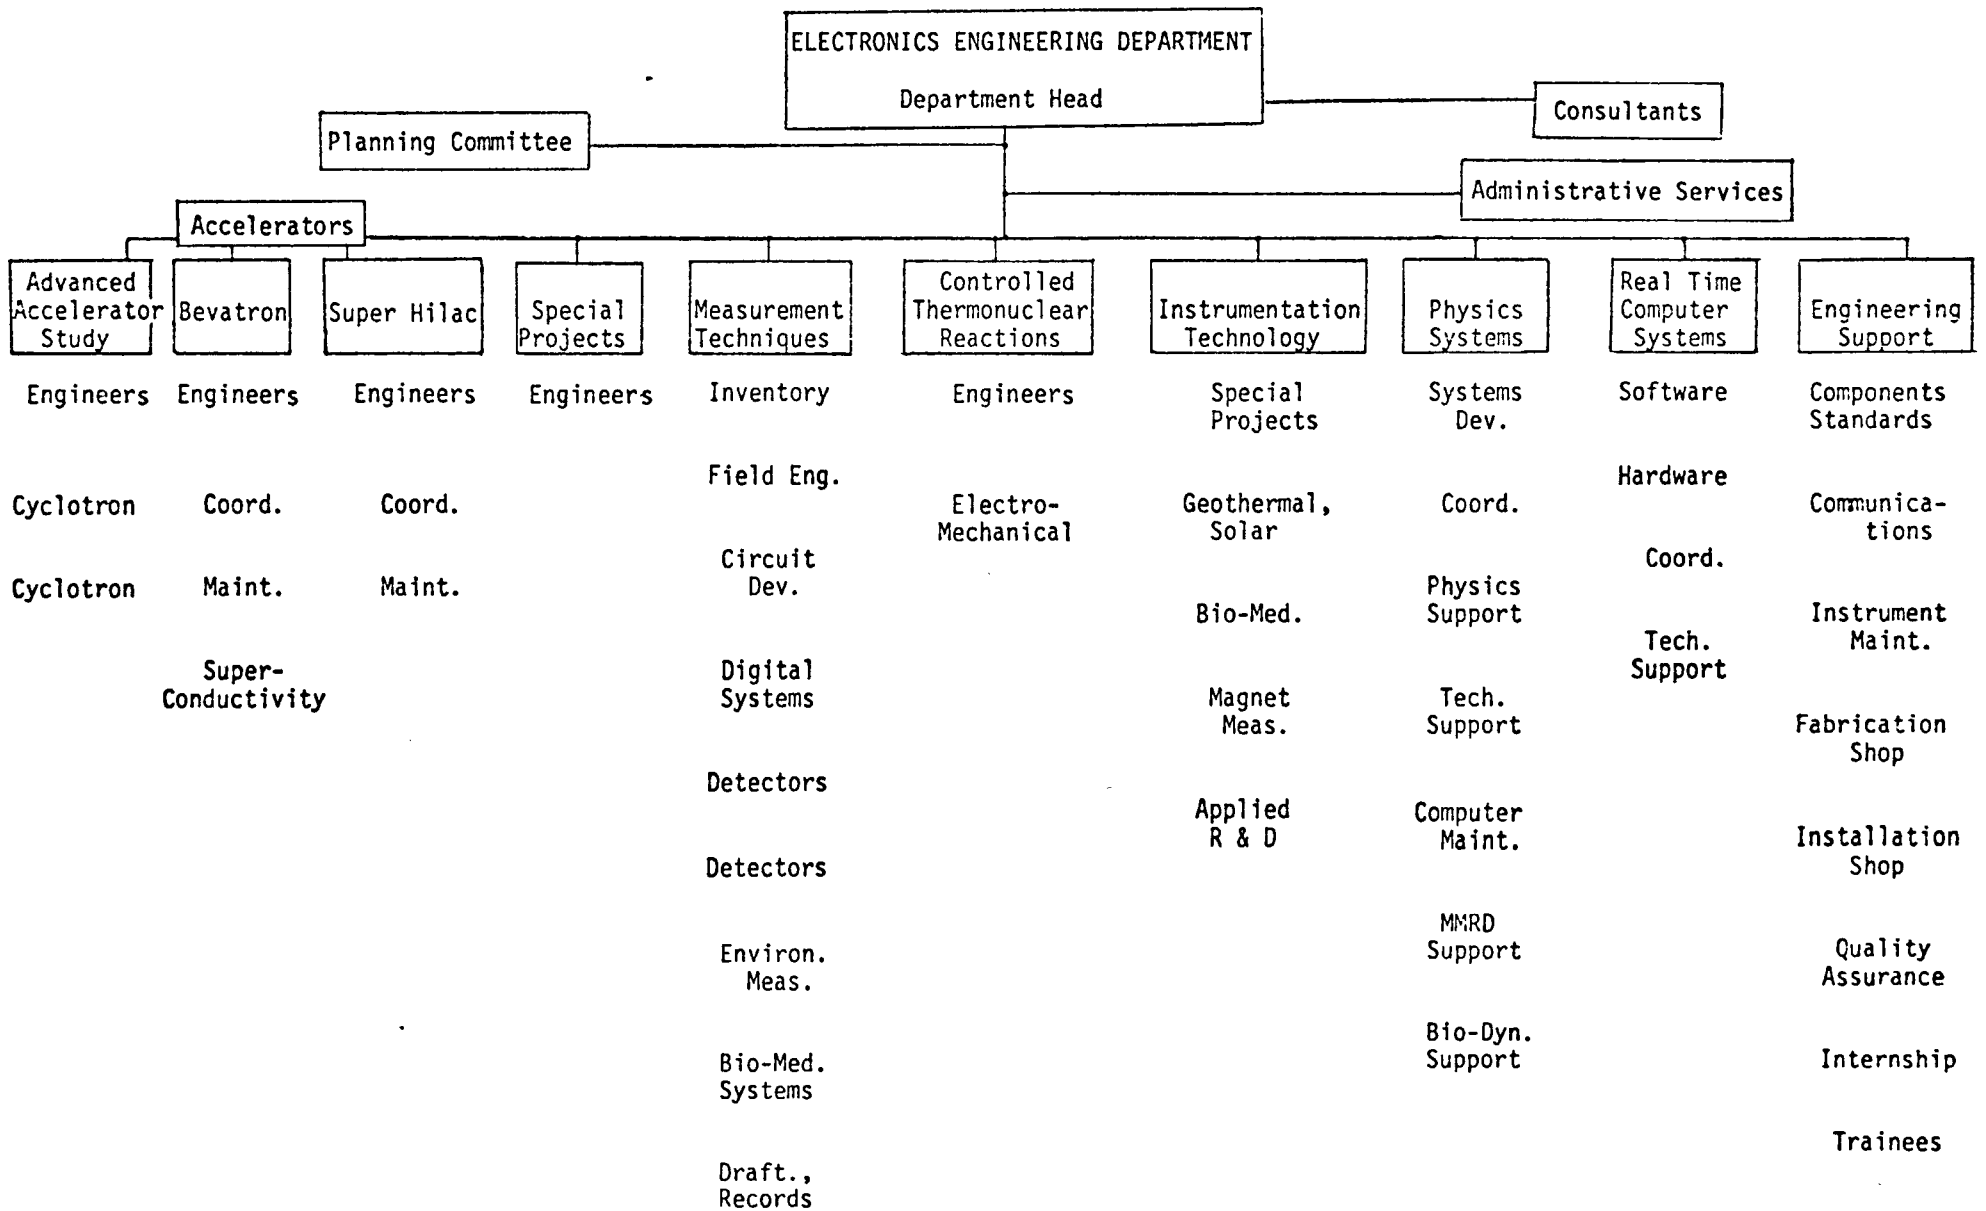 ELECTRONICS ENGINEERING DEPARTMENT
Department Head
Consultants
Planning Committee
Administrative Services
Accelerators
Advanced
Accelerator
Study
Engineers
Cyclotron
Cyclotron
Bevatron
Engineers
Coord.
Maint.
Super-
Conductivity
Super Hilac
Engineers
Coord.
Maint.
Special
Projects
Engineers
Measurement
Techniques
Inventory
Field Eng.
Circuit
Dev.
Digital
Systems
Detectors
Detectors
Environ.
Meas.
Bio-Med.
Systems
Draft.,
Records
Controlled
Thermonuclear
Reactions
Engineers
Electro-
Mechanical
Instrumentation
Technology
Special
Projects
Geothermal,
Solar
Bio-Med.
Magnet
Meas.
Applied
R & D
Physics
Systems
Systems
Dev.
Coord.
Physics
Support
Tech.
Support
Computer
Maint.
MMRD
Support
Bio-Dyn.
Support
Real Time
Computer
Systems
Software
Hardware
Coord.
Tech.
Support
Engineering
Support
Components
Standards
Communica-
tions
Instrument
Maint.
Fabrication
Shop
Installation
Shop
Quality
Assurance
Internship
Trainees